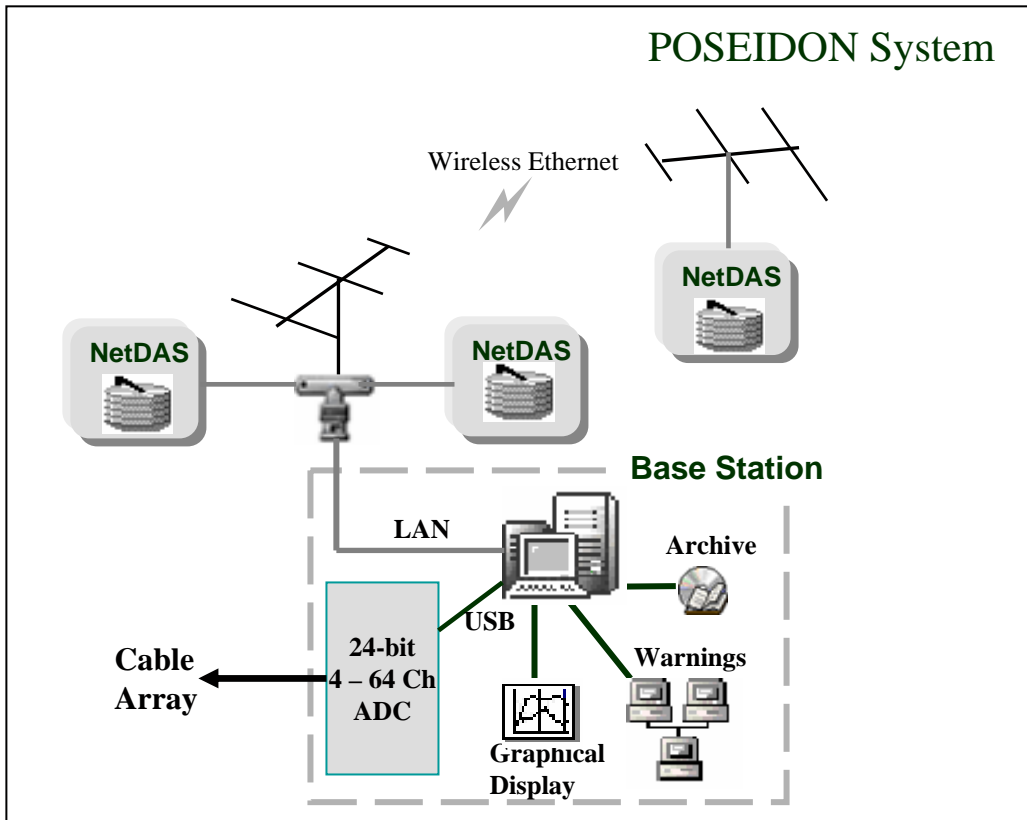 POSEIDON System
Wireless Ethernet
NetDAS
NetDAS
NetDAS
Base Station
LAN
Archive
USB
24-bit
4 – 64 Ch
ADC
Cable
Array
Warnings
Graphical
Display